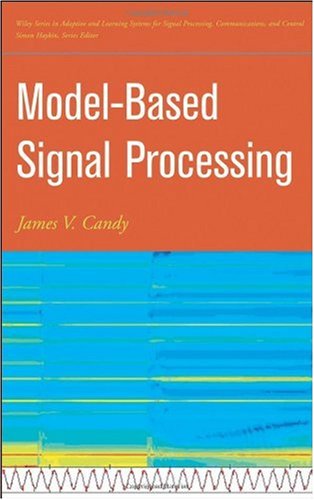 Wiley Series in Adaptive and Learning Systems for Signal Processing, Communications, and Control
Simon Haykin, Series Editor
Model-Based
Signal Processing
James V. Candy